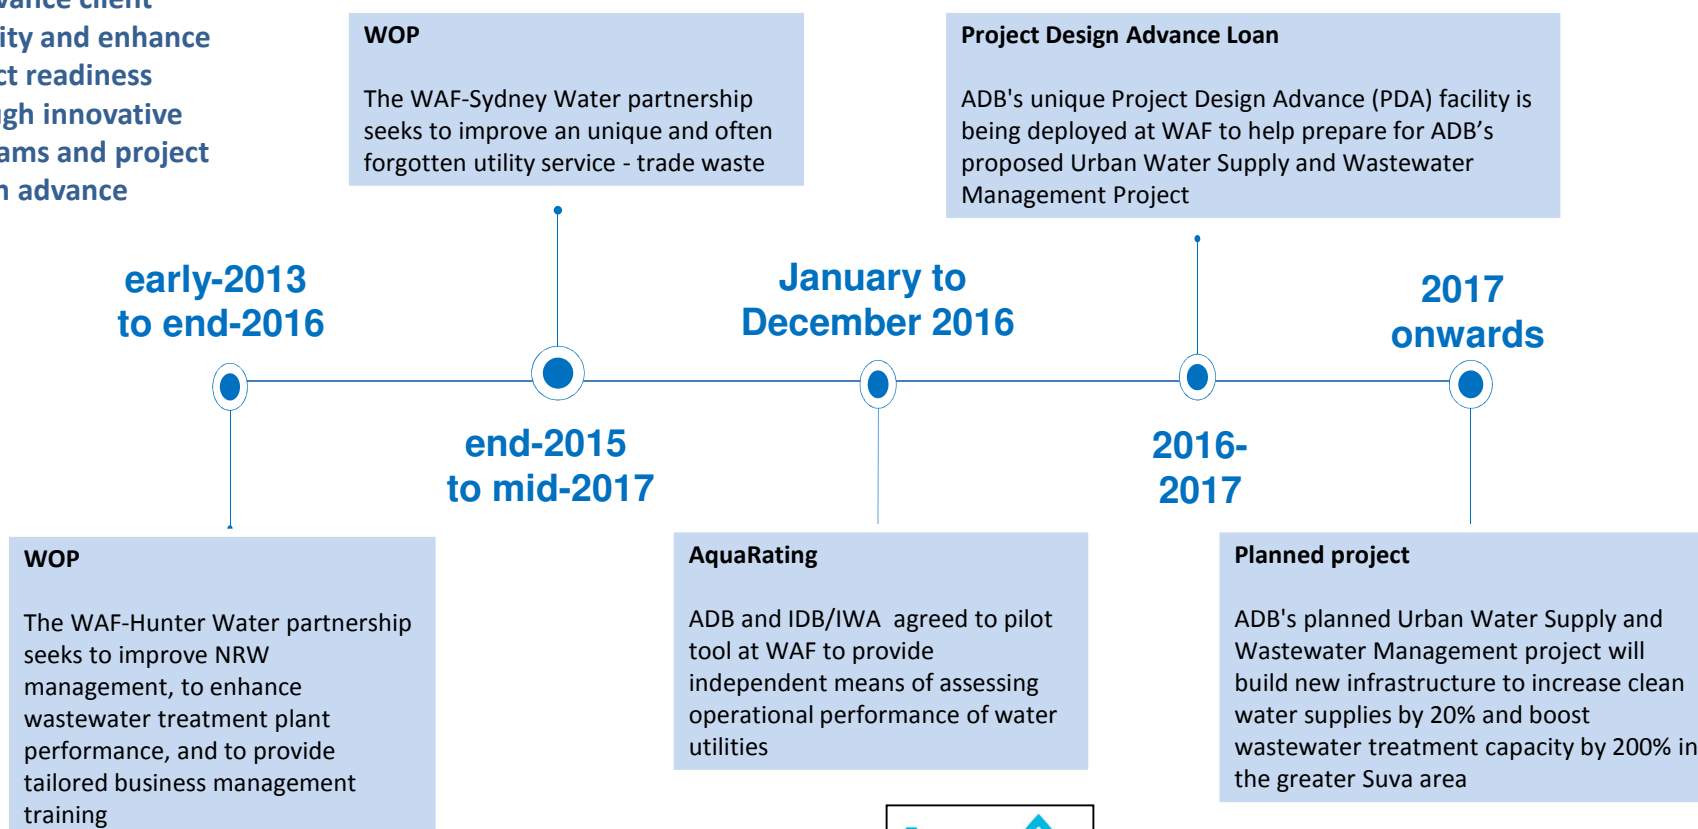 vance client
ity and enhance
ct readiness
ugh innovative
ams and project
n advance
WOP
The WAF-Sydney Water partnership
seeks to improve an unique and often
forgotten utility service - trade waste
Project Design Advance Loan
ADB's unique Project Design Advance (PDA) facility is
being deployed at WAF to help prepare for ADB’s
proposed Urban Water Supply and Wastewater
Management Project
early-2013
to end-2016
January to
December 2016
2017
onwards
end-2015
to mid-2017
2016-
2017
WOP
The WAF-Hunter Water partnership
seeks to improve NRW
management, to enhance
wastewater treatment plant
performance, and to provide
tailored business management
training
AquaRating
ADB and IDB/IWA  agreed to pilot
tool at WAF to provide
independent means of assessing
operational performance of water
utilities
Planned project
ADB's planned Urban Water Supply and
Wastewater Management project will
build new infrastructure to increase clean
water supplies by 20% and boost
wastewater treatment capacity by 200% in
the greater Suva area